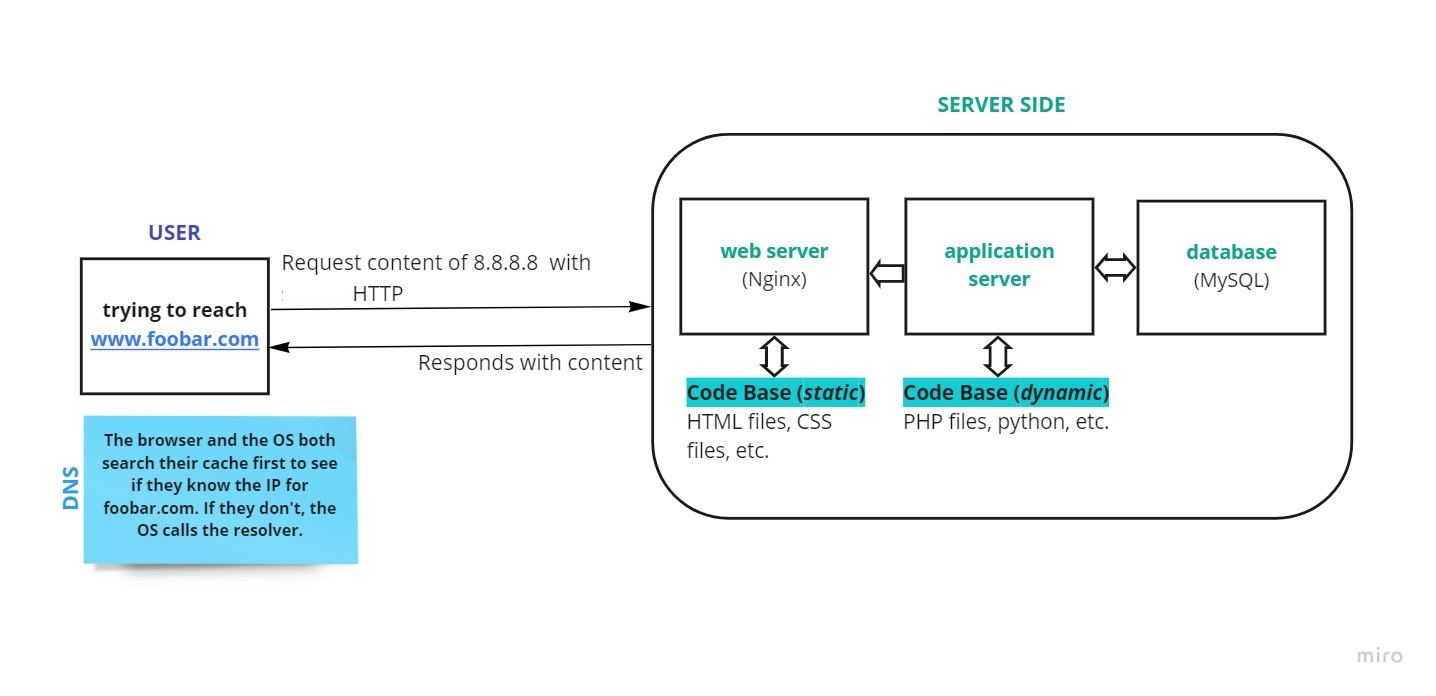 SERVER SIDE
USER
trying to reach
www.foobar.com
Request content of 8.8.8.8 with
HTTP
Responds with content
web server
(Nginx)
application
server
database
(MySQL)
Code Base (static)
HTML files, CSS
files, etc.
Code Base (dynamic)
PHP files, python, etc.
DNS
The browser and the OS both
search their cache first to see
if they know the IP for
foobar.com. If they don't, the
OS calls the resolver.
miro